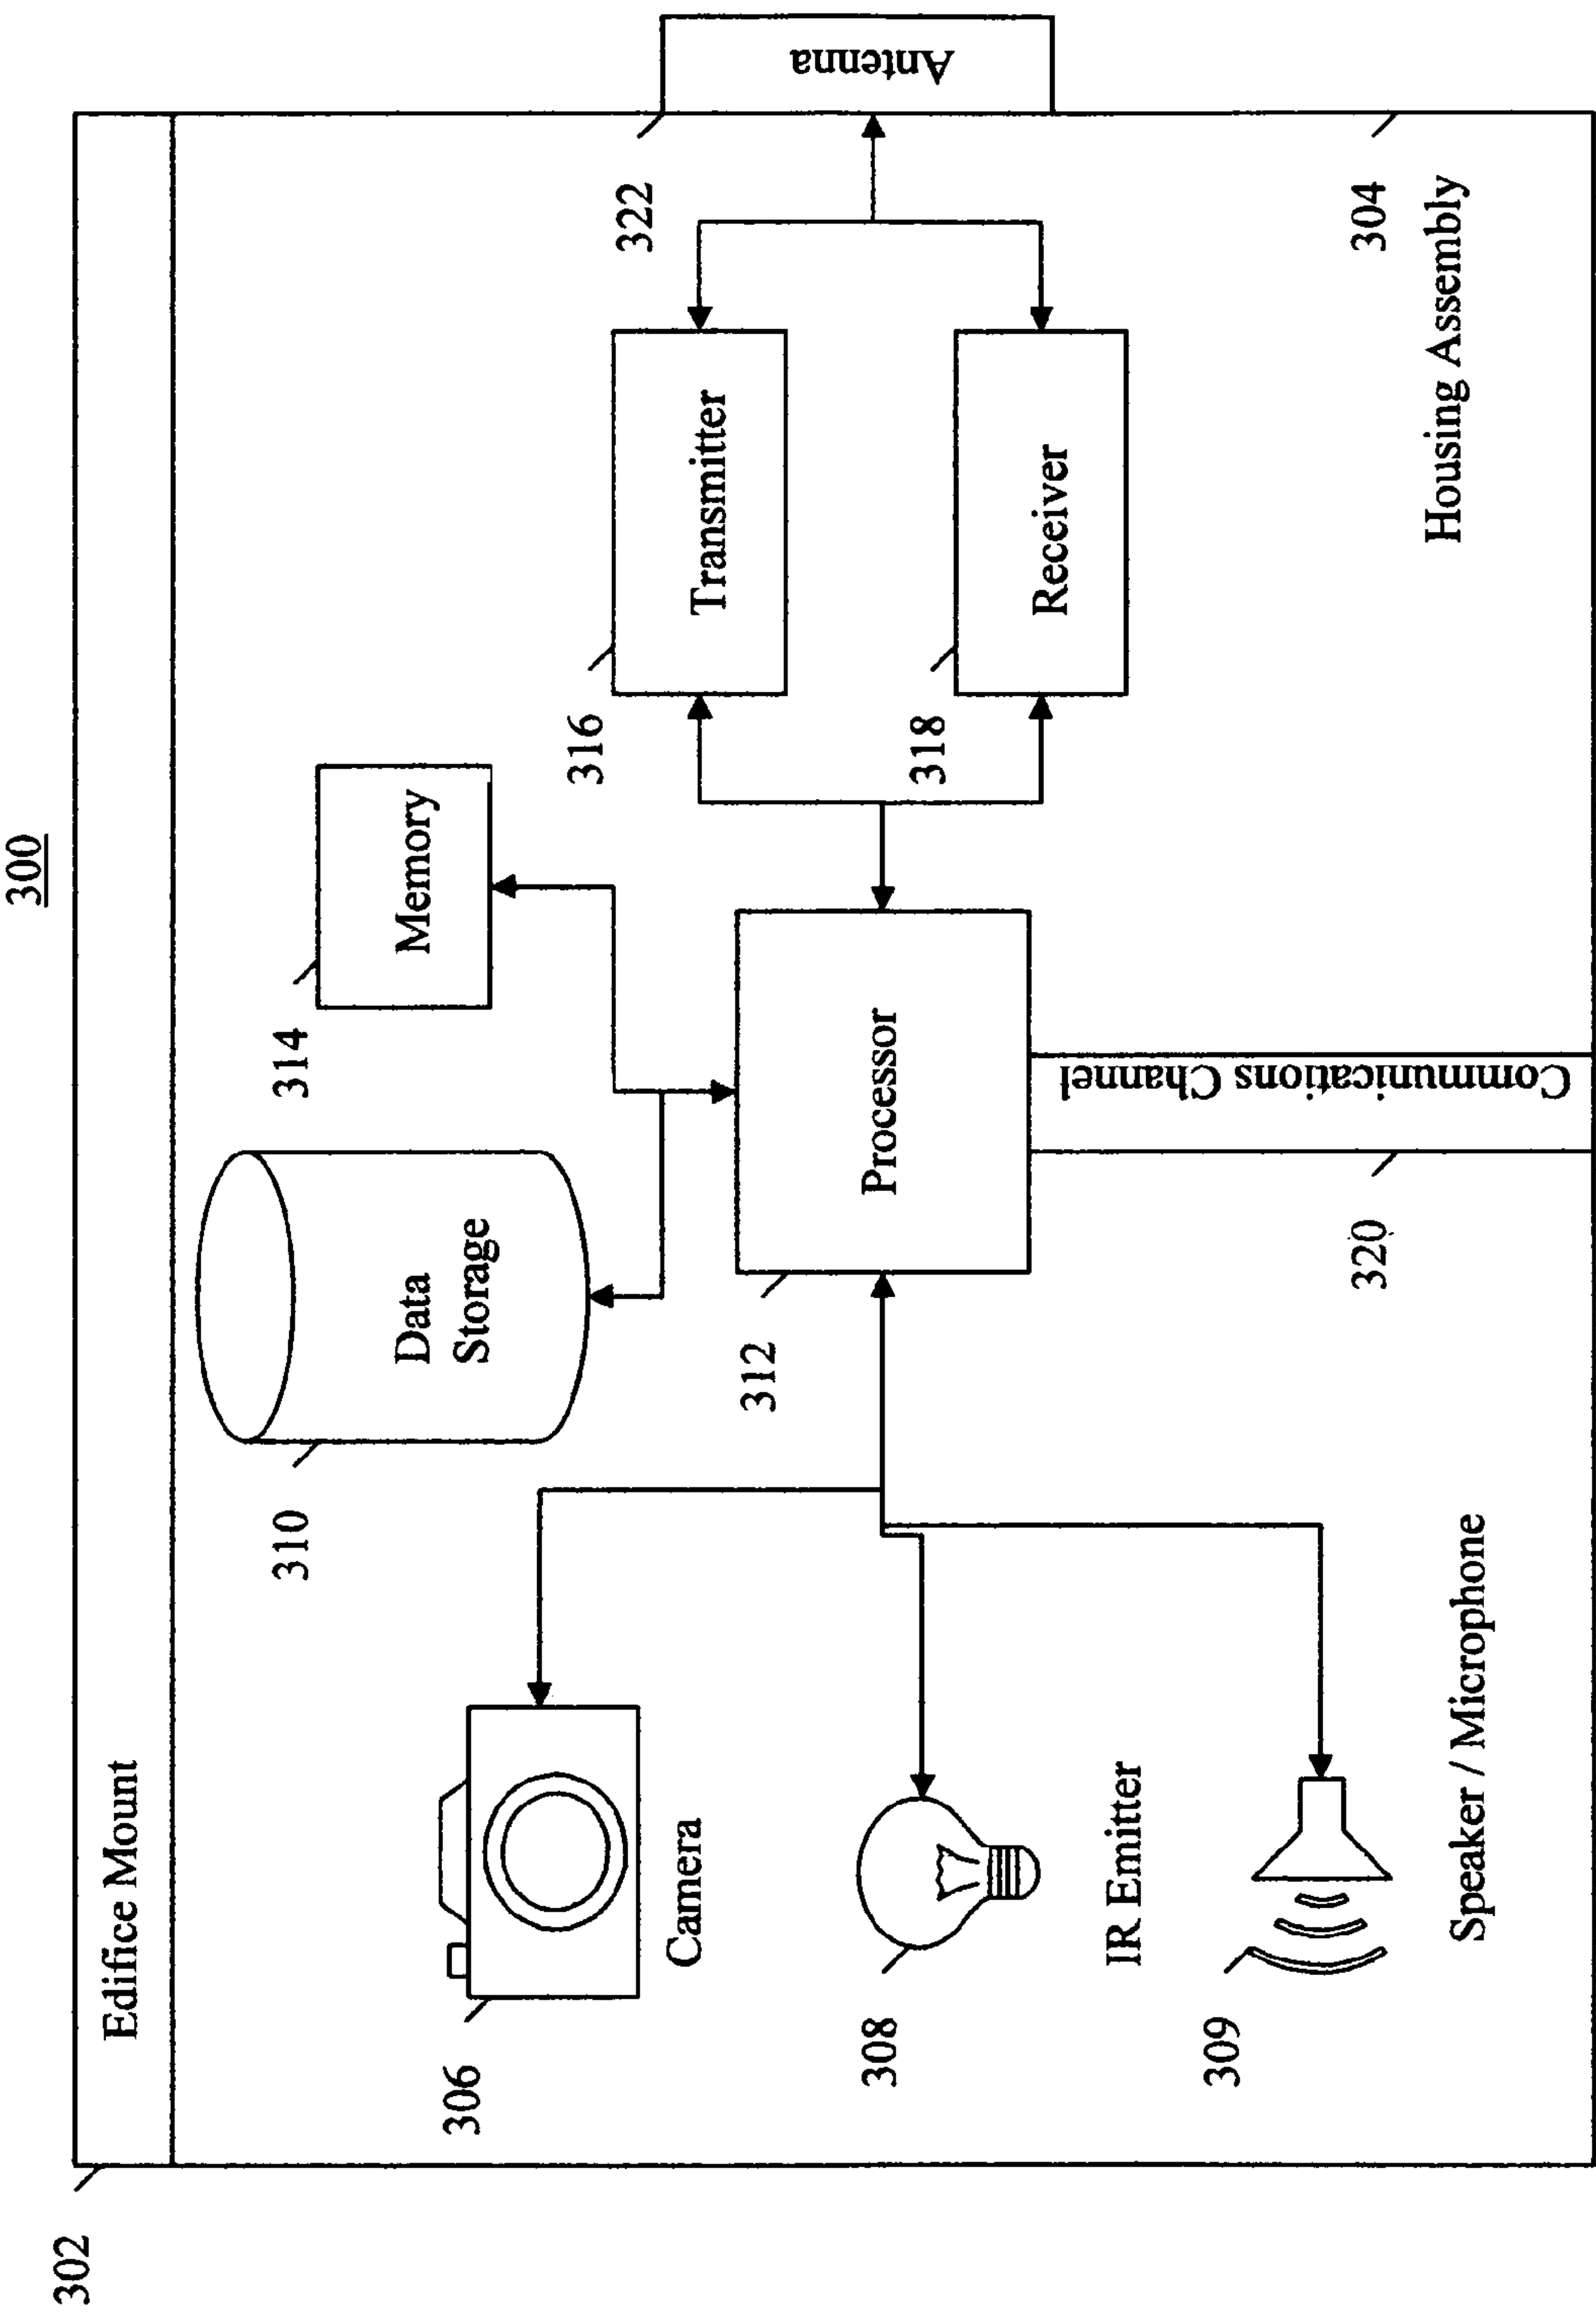 300
302
Edifice Mount
306
Camera
308
IR Emitter
309
Speaker / Microphone
310
Data
Storage
314
Memory
312
Processor
320
Communications Channel
316
Transmitter
318
Receiver
322
Antenna
304
Housing Assembly